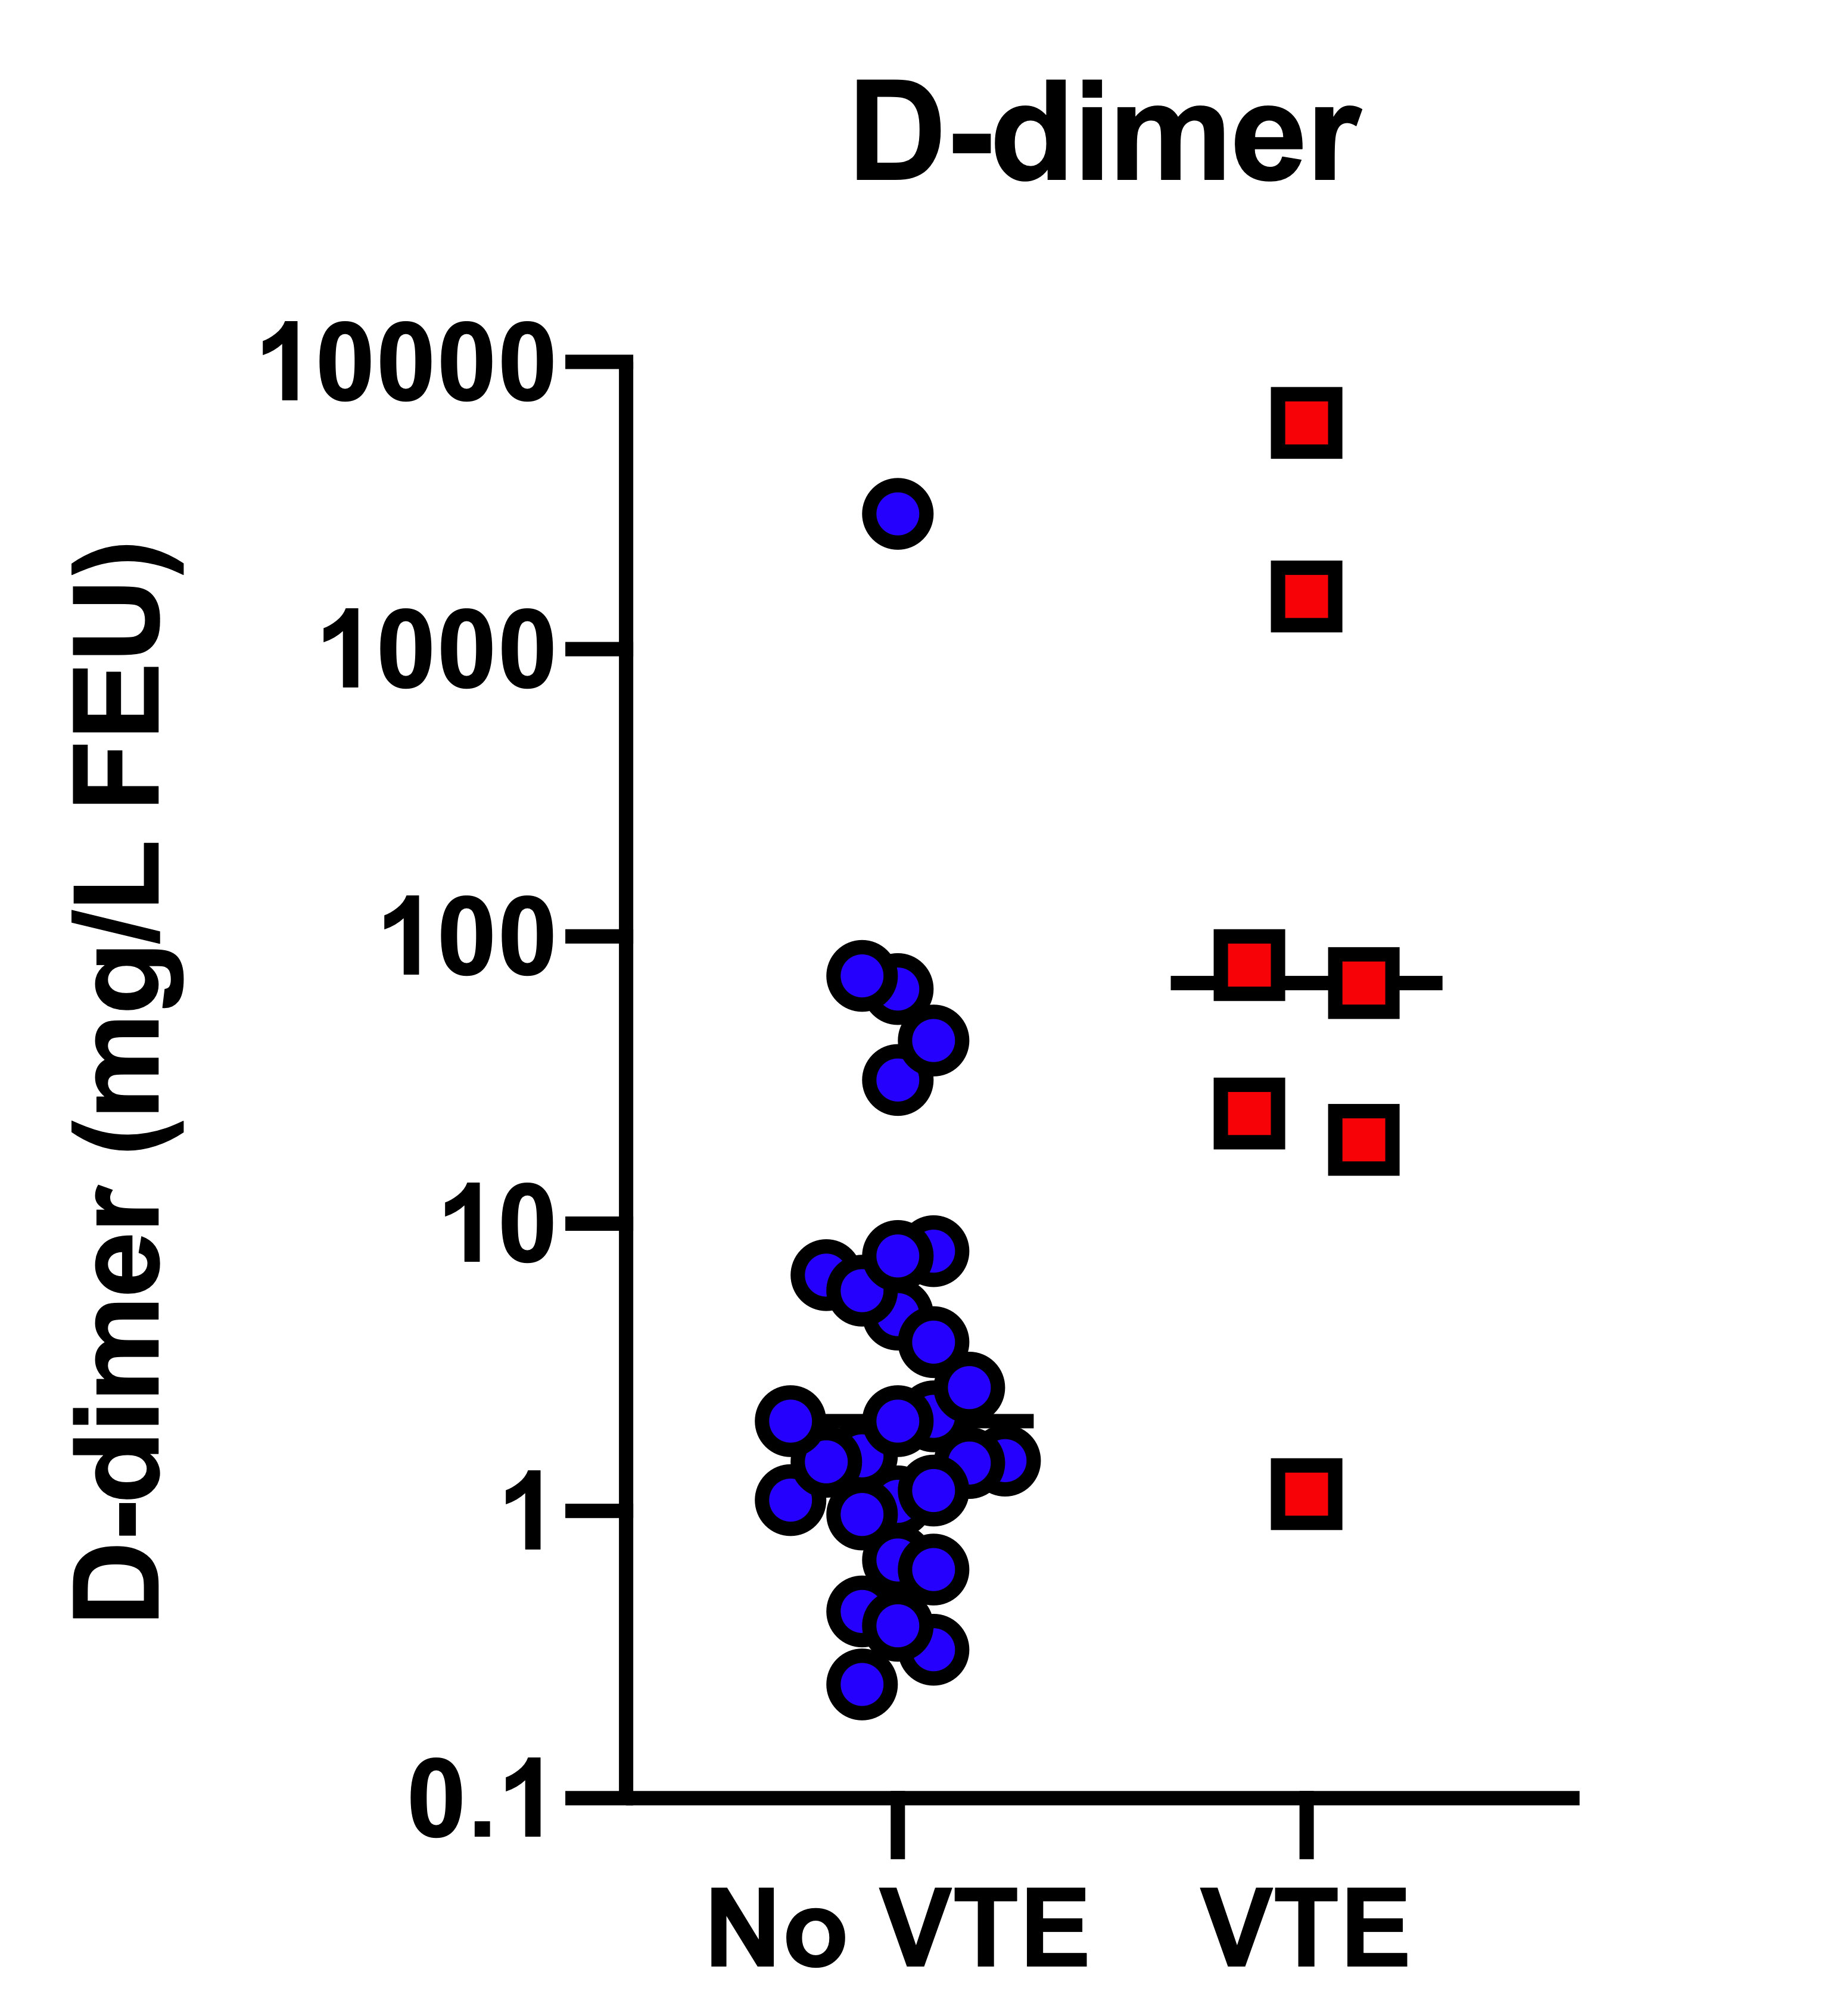 D-dimer
D-dimer (mg/L FEU)
10000
1000
100
10
1
0.1
No VTE
VTE